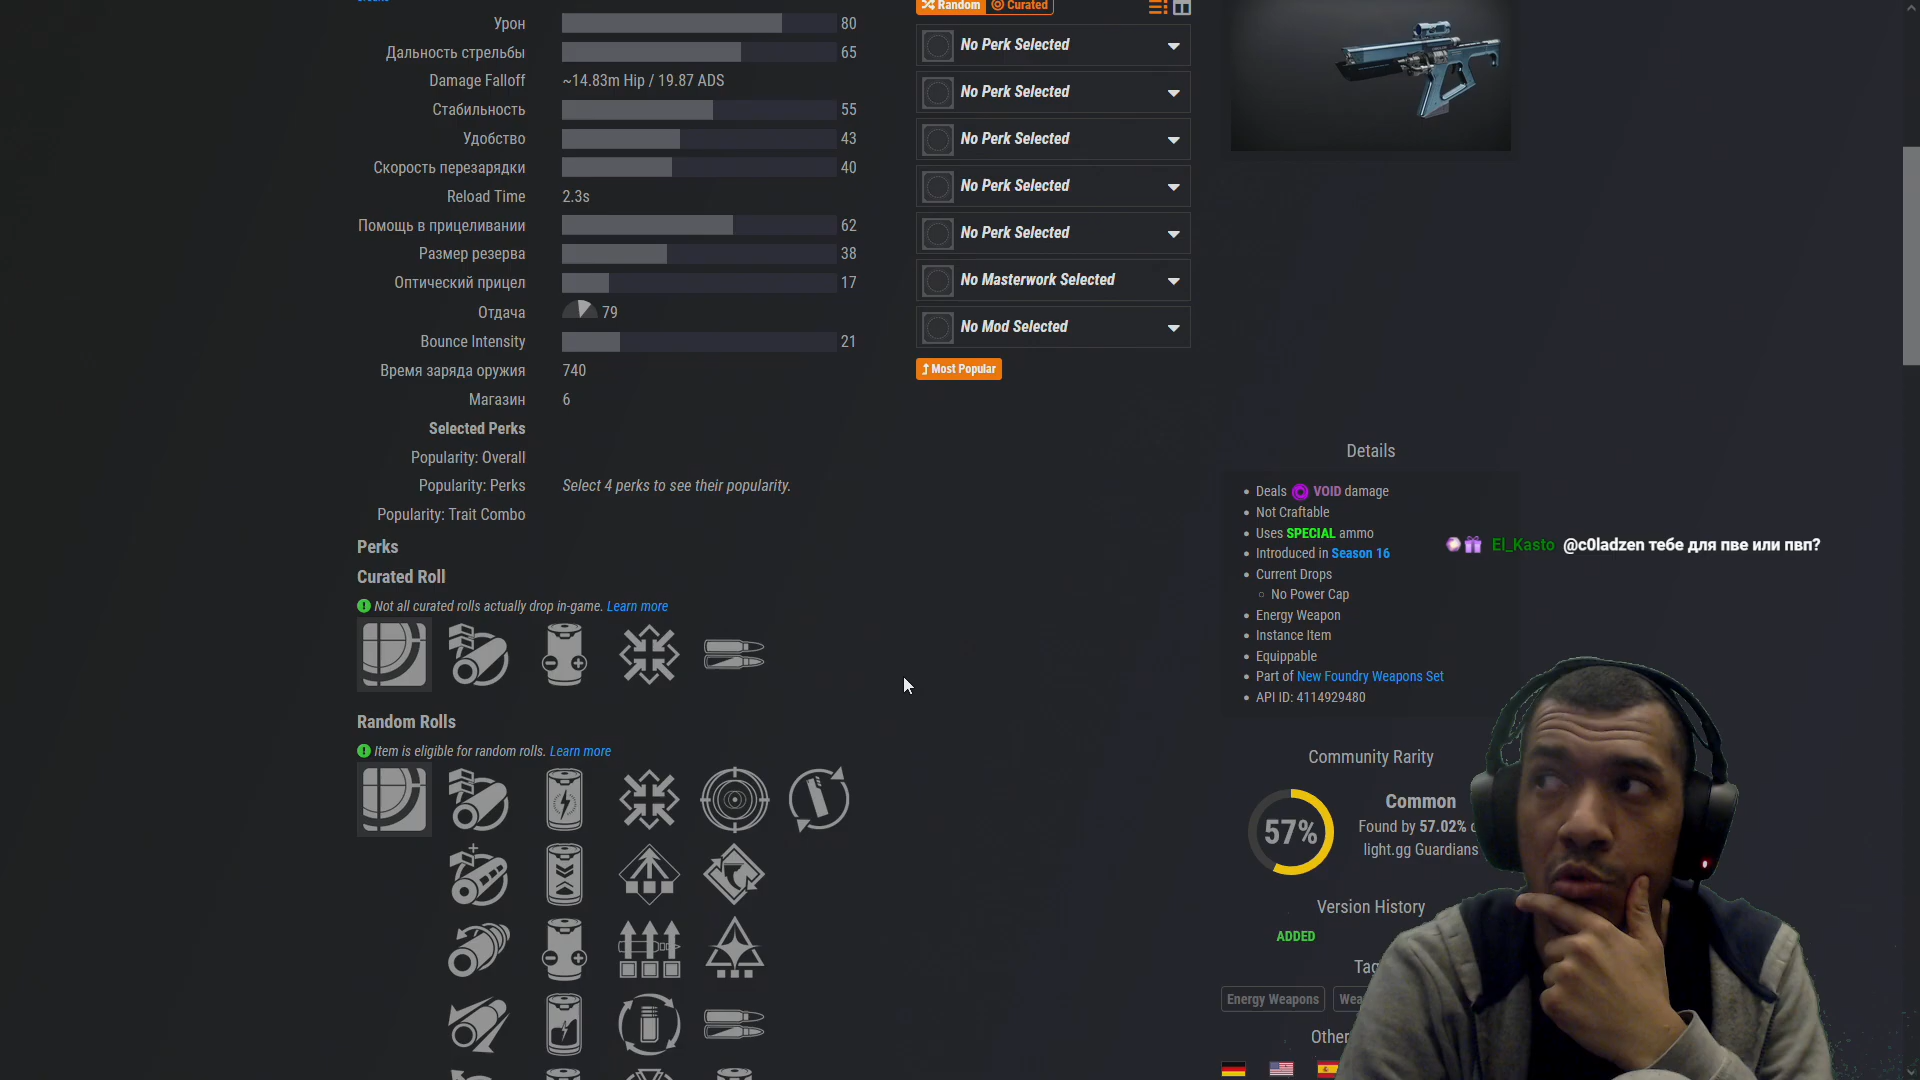 Random
Curated
Урон 80
Дальность стрельбы 65
Damage Falloff ~14.83m Hip / 19.87 ADS
Стабильность 55
Удобство 43
Скорость перезарядки 40
Reload Time 2.3s
Помощь в прицеливании 62
Размер резерва 38
Оптический прицел 17
Отдача 79
Bounce Intensity 21
Время заряда оружия 740
Магазин 6
Selected Perks
Popularity: Overall
Popularity: Perks Select 4 perks to see their popularity.
Popularity: Trait Combo
No Perk Selected
No Perk Selected
No Perk Selected
No Perk Selected
No Perk Selected
No Masterwork Selected
No Mod Selected
Most Popular
Perks
Curated Roll
Not all curated rolls actually drop in-game. Learn more
Random Rolls
Item is eligible for random rolls. Learn more
Details
Deals VOID damage
Not Craftable
Uses SPECIAL ammo
Introduced in Season 16
Current Drops
No Power Cap
Energy Weapon
Instance Item
Equippable
Part of New Foundry Weapons Set
API ID: 4114929480
El_Kasto @c0ladzen тебе для пве или пвп?
Community Rarity
57%
Common
Found by 57.02%
light.gg Guardians
Version History
ADDED
Energy Weapons
Other